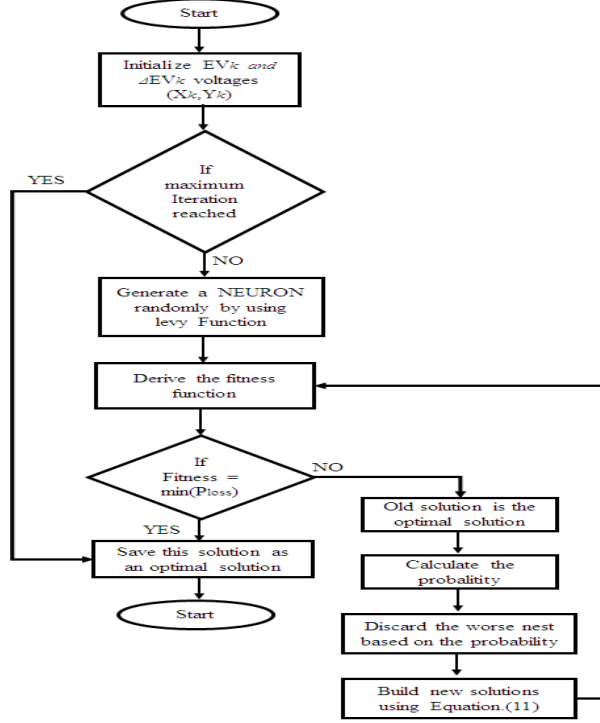 Start
Initialize EVk and
ΔEVk voltages
(Xk,Yk)
If
maximum
Iteration
reached
YES
NO
Generate a NEURON
randomly by using
levy Function
Derive the fitness
function
If
Fitness =
min(Ploss)
NO
YES
Old solution is the
optimal solution
Save this solution as
an optimal solution
Calculate the
probalitity
Start
Discard the worse nest
based on the probability
Build new solutions
using Equation.(11)